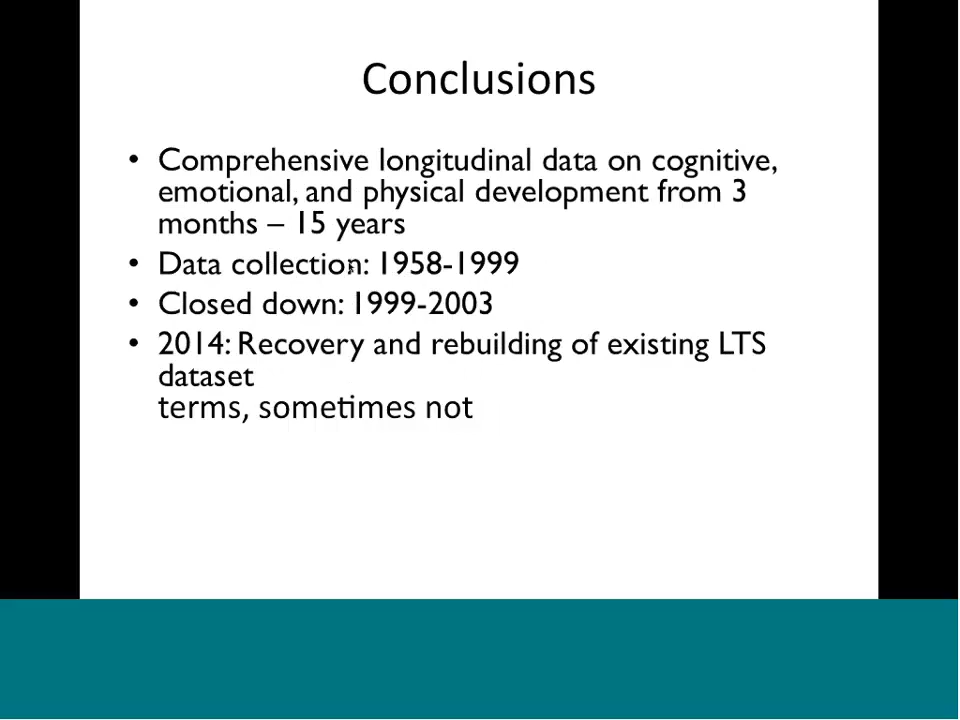 Conclusions
• Comprehensive longitudinal data on cognitive,
emotional, and physical development from 3
months – 15 years
• Data collection: 1958-1999
• Closed down: 1999-2003
• 2014: Recovery and rebuilding of existing LTS
dataset
terms, sometimes not